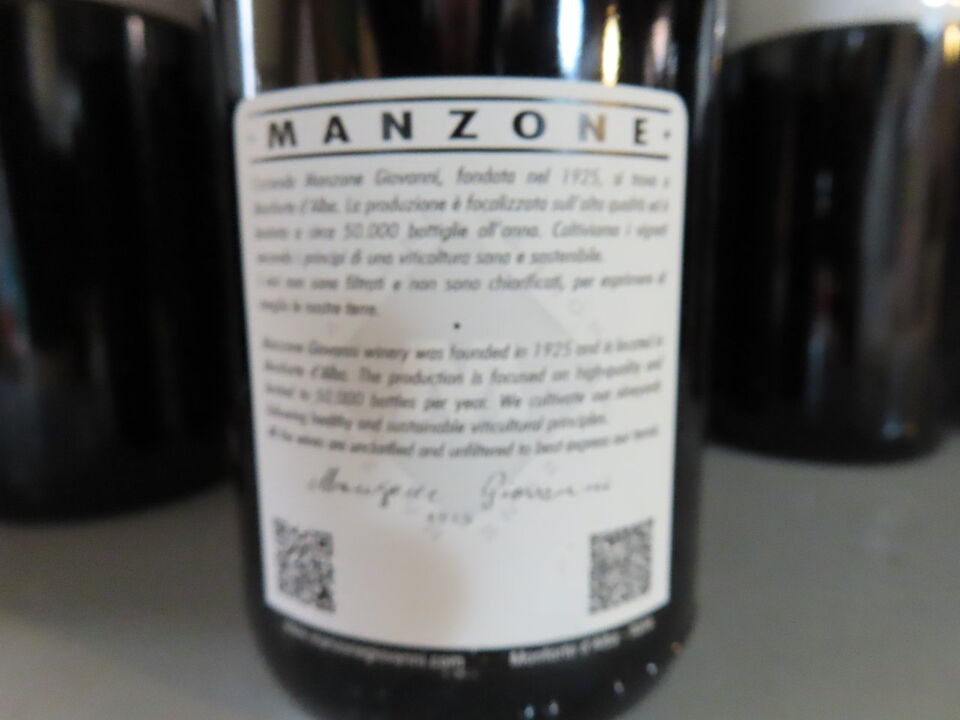 MANZONE
Azienda Manzone Giovanni, fondata nel 1925, si trova a
Monforte d'Alba. La produzione è focalizzata sull'alta qualità ed è
limitata a circa 50.000 bottiglie all'anno. Coltiviamo i vigneti
secondo i principi di una viticoltura sana e sostenibile.
I vini non sono filtrati e non sono chiarificati, per esprimere al
meglio le nostre terre.
Manzone Giovanni winery was founded in 1925 and is located in
Monforte d'Alba. The production is focused on high-quality and
limited to 50.000 bottles per year. We cultivate our vineyards
following healthy and sustainable viticultural principles.
The wines are unclarified and unfiltered to best express our terroir.
Manzone Giovanni
1925
manzonegiovanni.com Monforte d'Alba